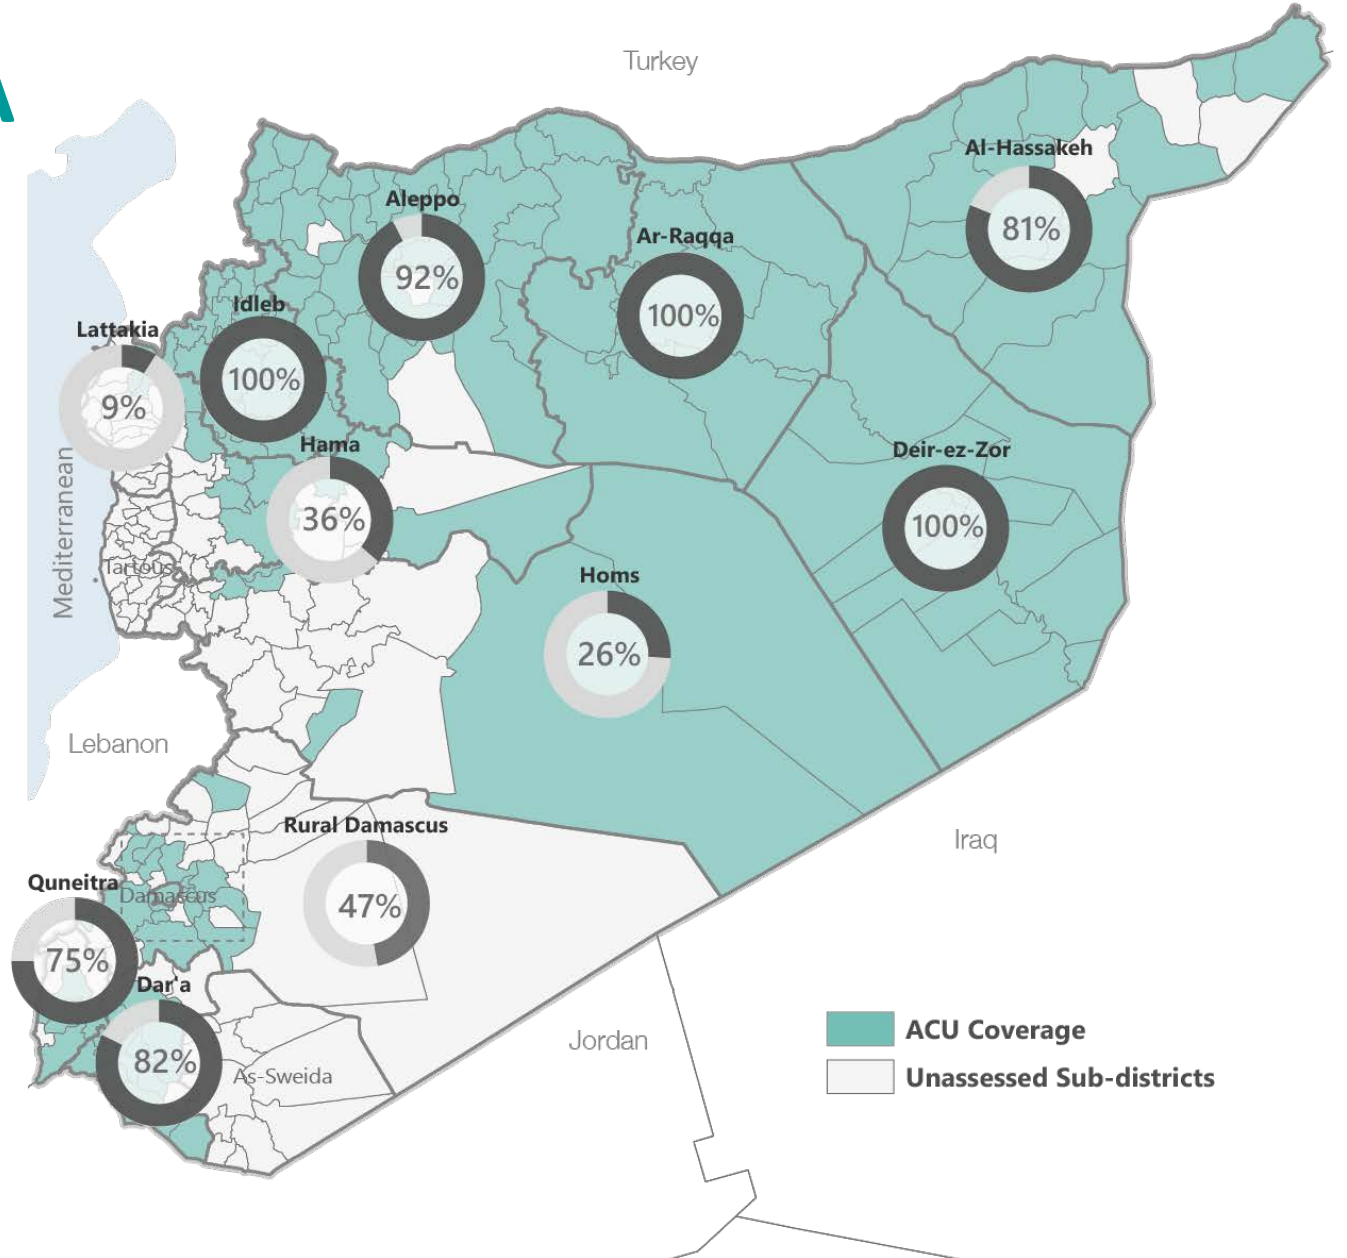 Turkey
Al-Hassakeh
81%
Aleppo
92%
Ar-Raqqa
100%
Idleb
100%
Lattakia
9%
Hama
36%
Deir-ez-Zor
100%
Mediterranean
Tartous
Homs
26%
Lebanon
Rural Damascus
47%
Iraq
Quneitra
75%
Damascus
Dar'a
82%
As-Sweida
Jordan
ACU Coverage
Unassessed Sub-districts